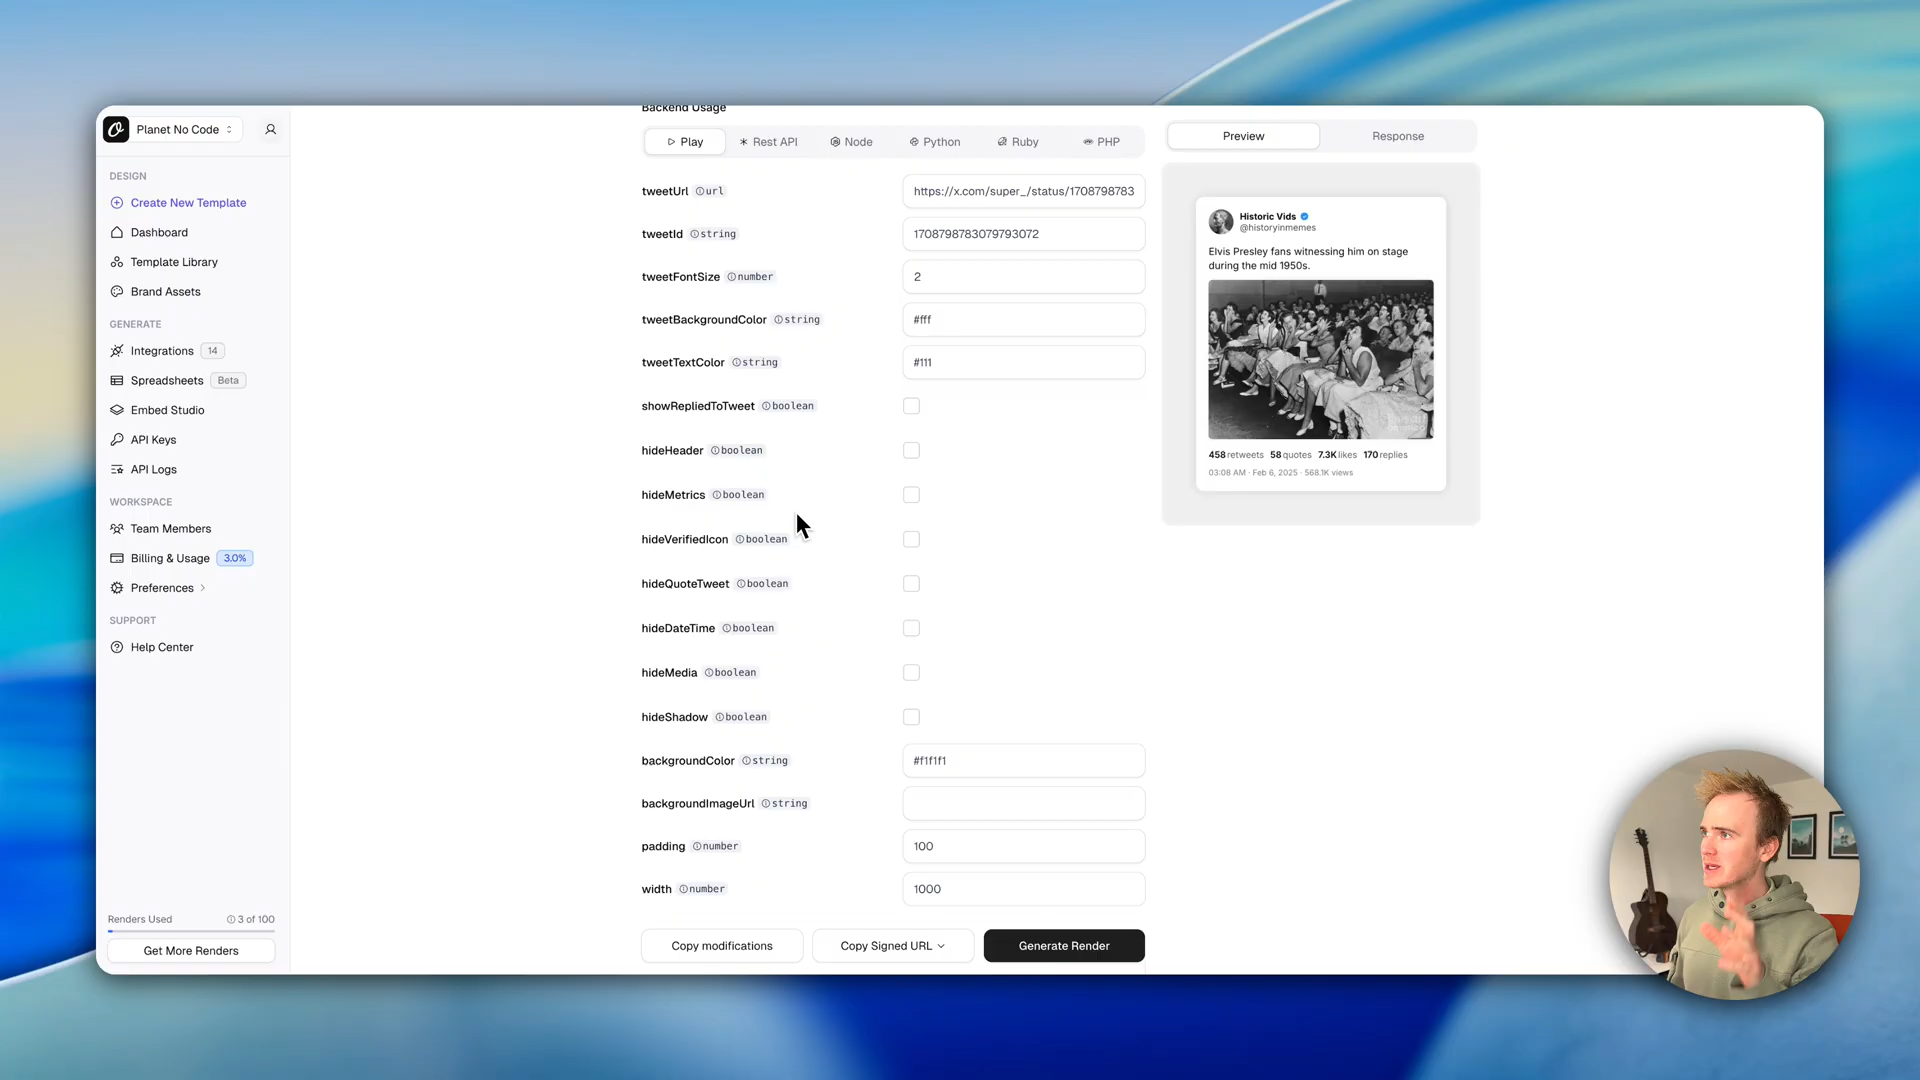 Planet No Code
DESIGN
Create New Template
Dashboard
Template Library
Brand Assets
GENERATE
Integrations 14
Spreadsheets Beta
Embed Studio
API Keys
API Logs
WORKSPACE
Team Members
Billing & Usage 3.0%
Preferences
SUPPORT
Help Center
Renders Used 3 of 100
Get More Renders
Backend Usage
Play Rest API Node Python Ruby PHP
tweetUrl url https://x.com/super_/status/1708798783
tweetId string 1708798783079793072
tweetFontSize number 2
tweetBackgroundColor string #fff
tweetTextColor string #111
showRepliedToTweet boolean
hideHeader boolean
hideMetrics boolean
hideVerifiedIcon boolean
hideQuoteTweet boolean
hideDateTime boolean
hideMedia boolean
hideShadow boolean
backgroundColor string #f1f1f1
backgroundImageUrl string
padding number 100
width number 1000
Copy modifications Copy Signed URL Generate Render
Preview Response
Historic Vids
@historyinmemes
Elvis Presley fans witnessing him on stage
during the mid 1950s.
458 retweets 58 quotes 7.3K likes 170 replies
03:08 AM · Feb 6, 2025 · 568.1K views